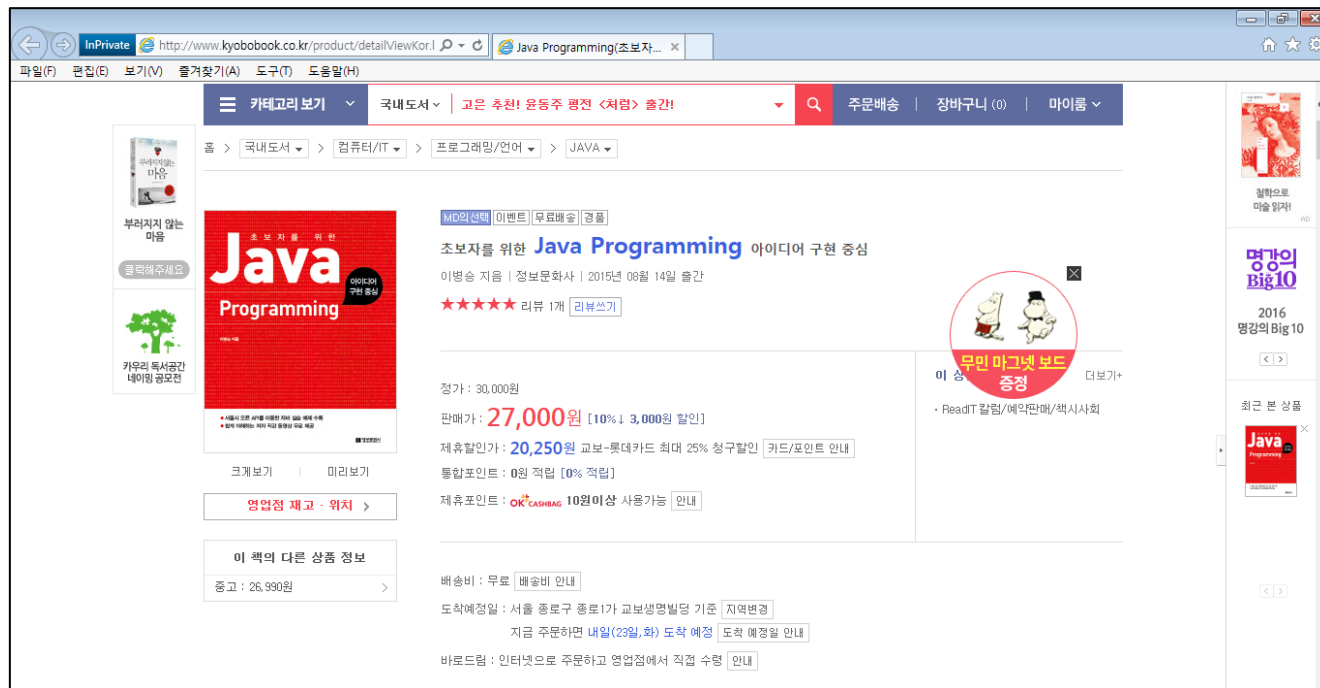 InPrivate http://www.kyobobook.co.kr/product/detailViewKor.l
Java Programming(초보자...
파일(F) 편집(E) 보기(V) 즐겨찾기(A) 도구(T) 도움말(H)
카테고리 보기 국내도서 고은 추천! 윤동주 평전 <처럼> 출간! 주문배송 장바구니 (0) 마이룸
홈 > 국내도서 > 컴퓨터/IT > 프로그래밍/언어 > JAVA
부러지지않는
마음
부러지지 않는
마음
클릭해주세요
카우리 독서공간
네이밍 공모전
초보자를 위한
Java
Programming
아이디어
구현 중심
이병승 지음
정보문화사
크게보기 | 미리보기
영업점 재고 · 위치 >
이 책의 다른 상품 정보
중고 : 26,990원 >
MD의선택 이벤트 무료배송 경품
초보자를 위한 Java Programming 아이디어 구현 중심
이병승 지음 | 정보문화사 | 2015년 08월 14일 출간
★★★★★ 리뷰 1개 리뷰쓰기
정가 : 30,000원
판매가 : 27,000원 [10%↓ 3,000원 할인]
제휴할인가 : 20,250원 교보-롯데카드 최대 25% 청구할인 카드/포인트 안내
통합포인트 : 0원 적립 [0% 적립]
제휴포인트 : OK CASHBAG 10원이상 사용가능 안내
배송비 : 무료 배송비 안내
도착예정일 : 서울 종로구 종로1가 교보생명빌딩 기준 지역변경
지금 주문하면 내일(23일,화) 도착 예정 도착 예정일 안내
바로드림 : 인터넷으로 주문하고 영업점에서 직접 수령 안내
무민 마그넷 보드
증정
이 상
더보기+
· ReadIT 칼럼/예약판매/책시사회
철학으로
미술 읽자!
AD
명강의
Big10
2016
명강의 Big 10
최근 본 상품
Java
Programming